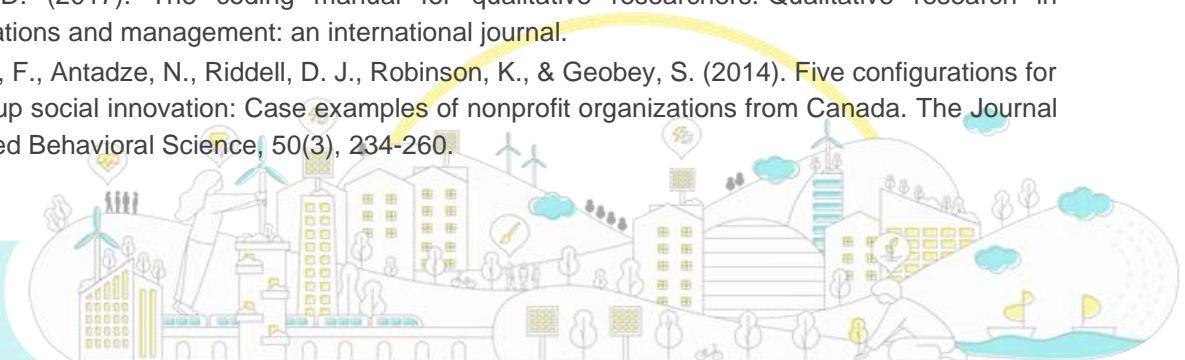 D. (2017). The coding manual for qualitative researchers. Qualitative research in
ations and management: an international journal.
, F., Antadze, N., Riddell, D. J., Robinson, K., & Geobey, S. (2014). Five configurations for
up social innovation: Case examples of nonprofit organizations from Canada. The Journal
ed Behavioral Science, 50(3), 234-260.